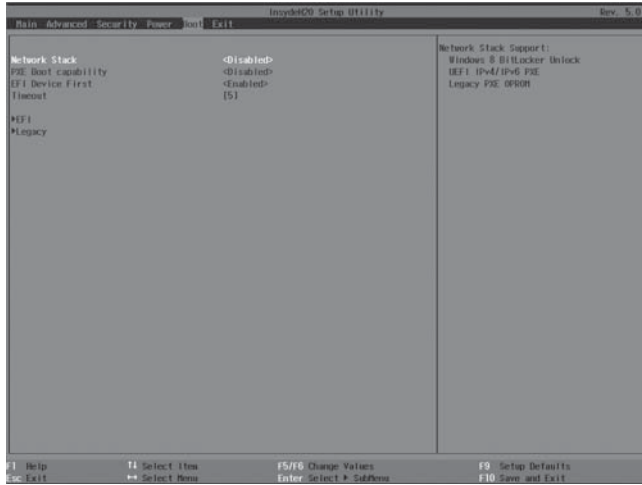 InsydeH20 Setup Utility Rev. 5.0
Main Advanced Security Power Boot Exit
Network Stack <Disabled>
PXE Boot capability <Disabled>
EFI Device First <Enabled>
Timeout [5]
▶EFI
▶Legacy
Network Stack Support:
Windows 8 BitLocker Unlock
UEFI IPv4/IPv6 PXE
Legacy PXE OPROM
F1 Help ↑↓ Select Item F5/F6 Change Values F9 Setup Defaults
Esc Exit ↔ Select Menu Enter Select ▶ SubMenu F10 Save and Exit